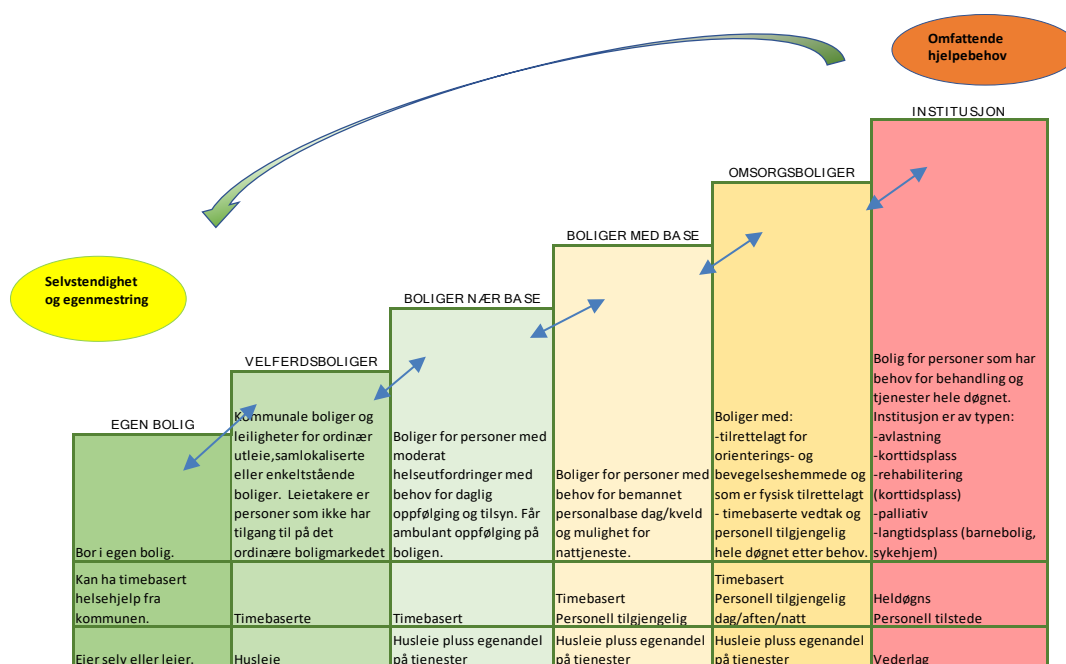 Omfattende
hjelpebehov
INSTITUSJON
OMSORGSBOLIGER
BOLIGER MED BASE
Selvstendighet
og egenmestring
BOLIGER NÆR BASE
VELFERDSBOLIGER
EGEN BOLIG
Bor i egen bolig.
Kommunale boliger og
leiligheter for ordinær
utleie,samlokaliserte
eller enkeltstående
boliger. Leietakere er
personer som ikke har
tilgang til på det
ordinære boligmarkedet
Boliger for personer med
moderat
helseutfordringer med
behov for daglig
oppfølging og tilsyn. Får
ambulant oppfølging på
boligen.
Boliger for personer med
behov for bemannet
personalbase dag/kveld
og mulighet for
nattjeneste.
Boliger med:
-tilrettelagt for
orienterings- og
bevegelseshemmede og
som er fysisk tilrettelagt
- timebaserte vedtak og
personell tilgjengelig
hele døgnet etter behov.
Bolig for personer som har
behov for behandling og
tjenester hele døgnet.
Institusjon er av typen:
-avlastning
-korttidsplass
-rehabilitering
(korttidsplass)
-palliativ
-langtidsplass (barnebolig,
sykehjem)
Kan ha timebasert
helsehjelp fra
kommunen.
Timebaserte
Timebasert
Timebasert
Personell tilgjengelig
Timebasert
Personell tilgjengelig
dag/aften/natt
Heldøgns
Personell tilstede
Eier selv eller leier.
Husleie
Husleie pluss egenandel
på tjenester
Husleie pluss egenandel
på tjenester
Husleie pluss egenandel
på tjenester
Vederlag